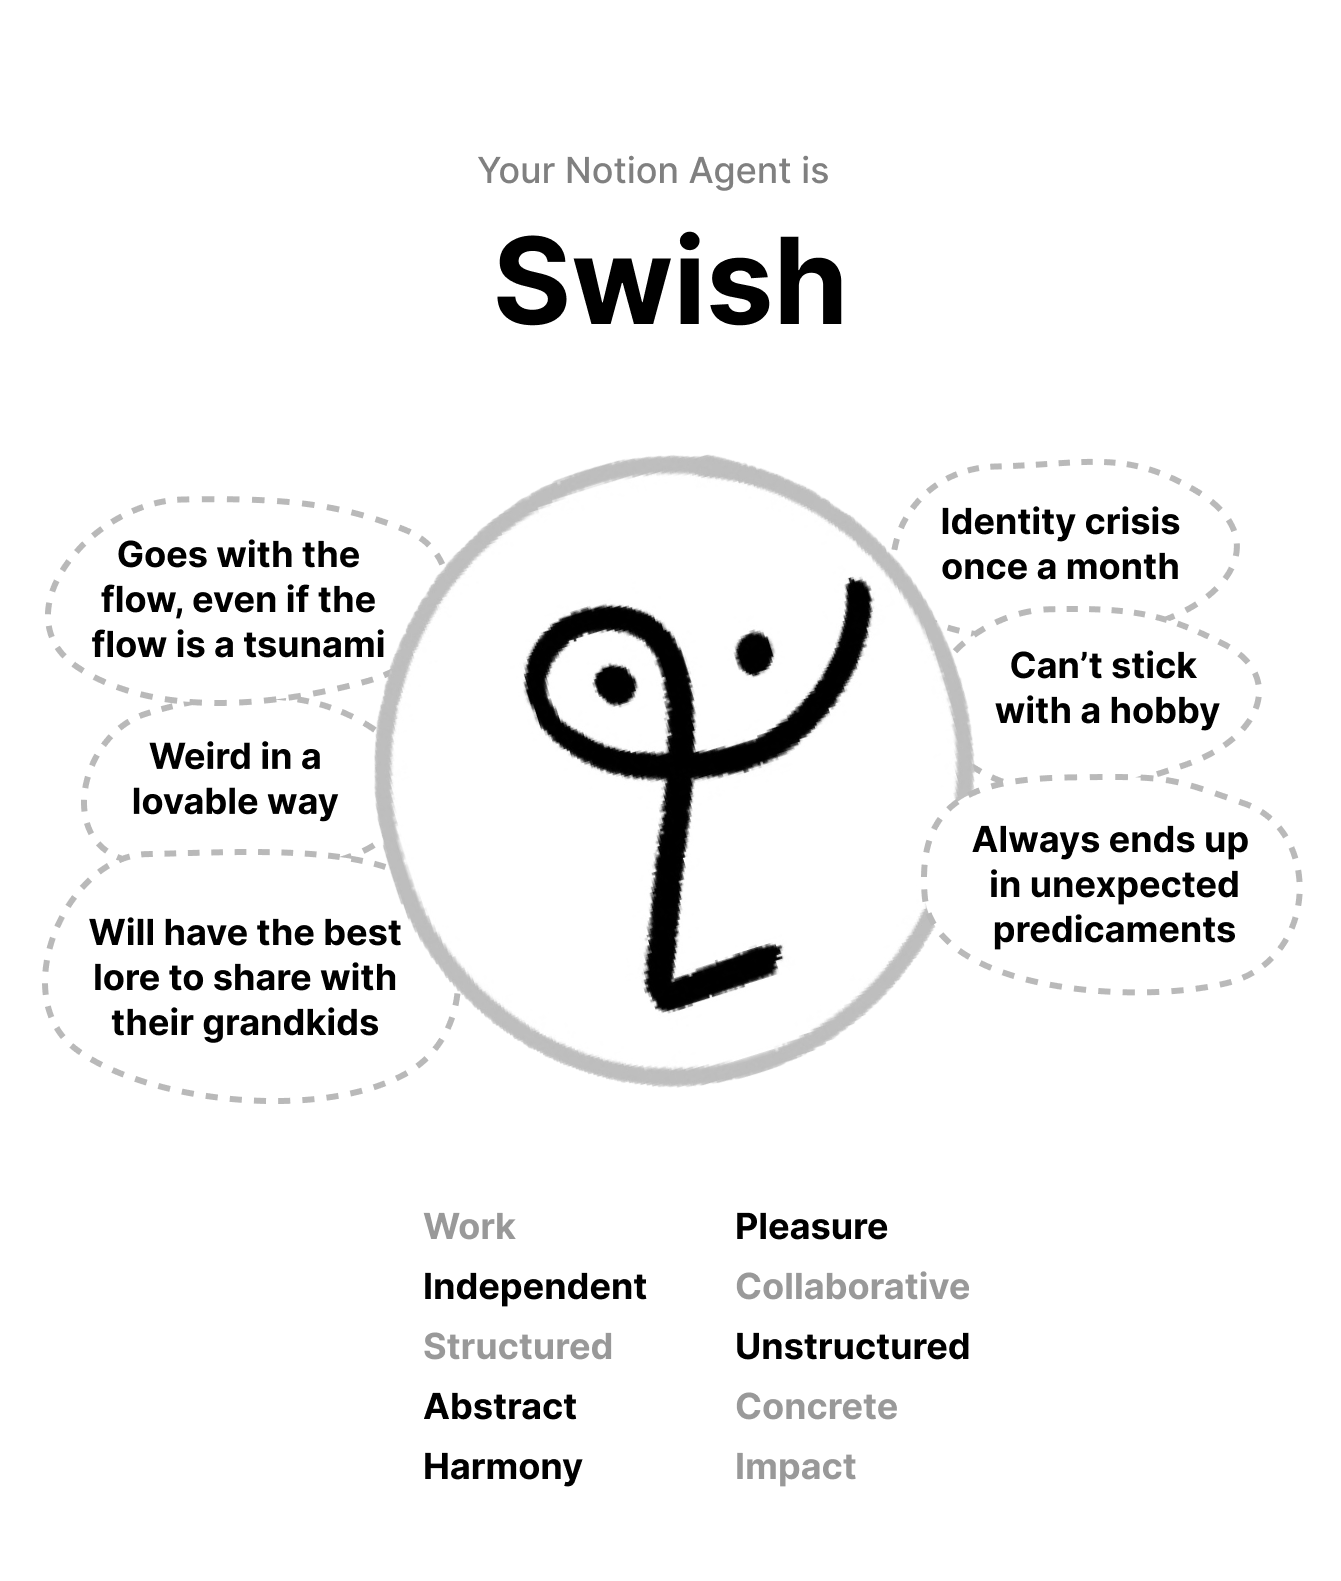 Your Notion Agent is
Swish
Goes with the
flow, even if the
flow is a tsunami
Weird in a
lovable way
Will have the best
lore to share with
their grandkids
Identity crisis
once a month
Can’t stick
with a hobby
Always ends up
in unexpected
predicaments
Work Pleasure
Independent Collaborative
Structured Unstructured
Abstract Concrete
Harmony Impact